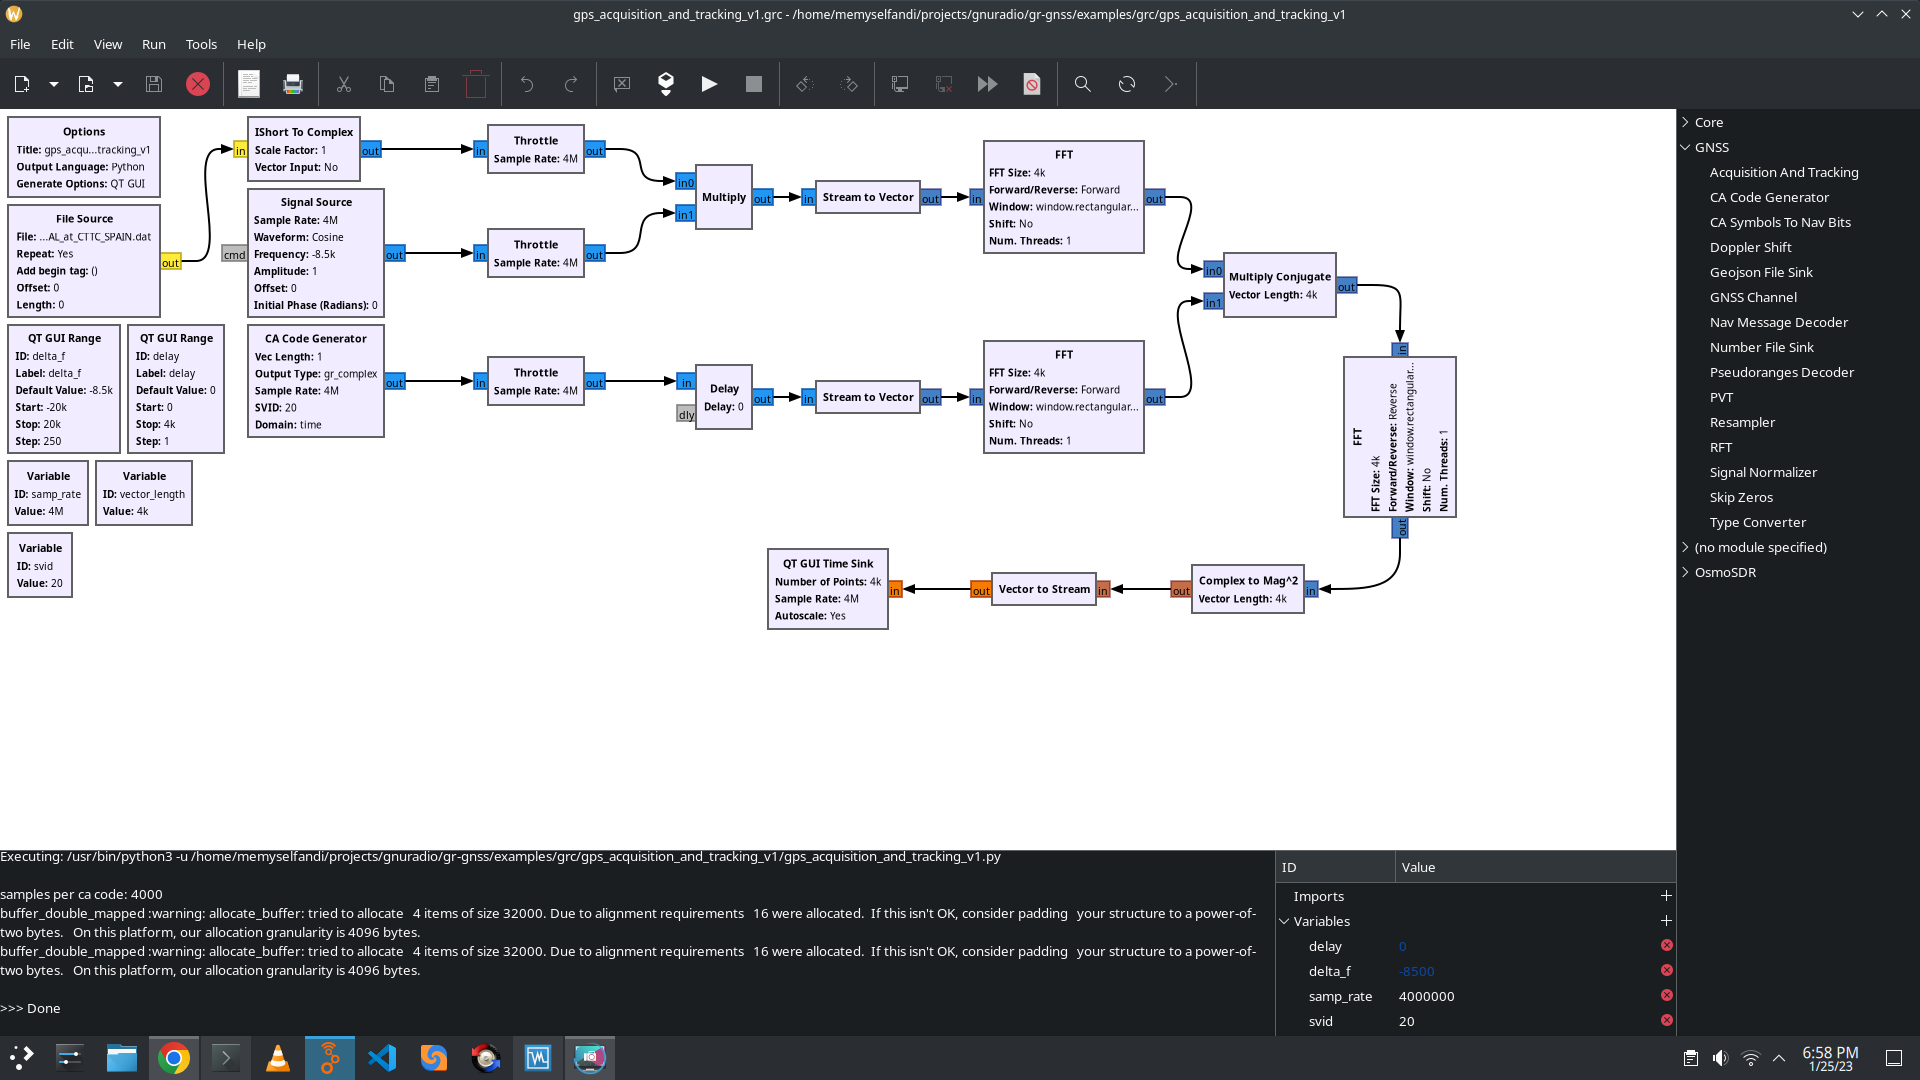 gps_acquisition_and_tracking_v1.grc - /home/memyselfandi/projects/gnuradio/gr-gnss/examples/grc/gps_acquisition_and_tracking_v1
File Edit View Run Tools Help
Options
Title: gps_acqu...tracking_v1
Output Language: Python
Generate Options: QT GUI
File Source
File: ...AL_at_CTTC_SPAIN.dat
Repeat: Yes
Add begin tag: ()
Offset: 0
Length: 0
out
QT GUI Range
ID: delta_f
Label: delta_f
Default Value: -8.5k
Start: -20k
Stop: 20k
Step: 250
QT GUI Range
ID: delay
Label: delay
Default Value: 0
Start: 0
Stop: 4k
Step: 1
Variable
ID: samp_rate
Value: 4M
Variable
ID: vector_length
Value: 4k
Variable
ID: svid
Value: 20
in
IShort To Complex
Scale Factor: 1
Vector Input: No
out
cmd
Signal Source
Sample Rate: 4M
Waveform: Cosine
Frequency: -8.5k
Amplitude: 1
Offset: 0
Initial Phase (Radians): 0
out
CA Code Generator
Vec Length: 1
Output Type: gr_complex
Sample Rate: 4M
SVID: 20
Domain: time
out
in
Throttle
Sample Rate: 4M
out
in
Throttle
Sample Rate: 4M
out
in
Throttle
Sample Rate: 4M
out
in0
in1
Multiply
out
in
dly
Delay
Delay: 0
out
in
Stream to Vector
out
in
Stream to Vector
out
in
FFT
FFT Size: 4k
Forward/Reverse: Forward
Window: window.rectangular...
Shift: No
Num. Threads: 1
out
in
FFT
FFT Size: 4k
Forward/Reverse: Forward
Window: window.rectangular...
Shift: No
Num. Threads: 1
out
in0
in1
Multiply Conjugate
Vector Length: 4k
out
in
FFT
FFT Size: 4k
Forward/Reverse: Reverse
Window: window.rectangular...
Shift: No
Num. Threads: 1
out
in
Complex to Mag^2
Vector Length: 4k
out
in
Vector to Stream
out
in
QT GUI Time Sink
Number of Points: 4k
Sample Rate: 4M
Autoscale: Yes
Core
GNSS
Acquisition And Tracking
CA Code Generator
CA Symbols To Nav Bits
Doppler Shift
Geojson File Sink
GNSS Channel
Nav Message Decoder
Number File Sink
Pseudoranges Decoder
PVT
Resampler
RFT
Signal Normalizer
Skip Zeros
Type Converter
(no module specified)
OsmoSDR
Executing: /usr/bin/python3 -u /home/memyselfandi/projects/gnuradio/gr-gnss/examples/grc/gps_acquisition_and_tracking_v1/gps_acquisition_and_tracking_v1.py
samples per ca code: 4000
buffer_double_mapped :warning: allocate_buffer: tried to allocate 4 items of size 32000. Due to alignment requirements 16 were allocated. If this isn't OK, consider padding your structure to a power-of-
two bytes. On this platform, our allocation granularity is 4096 bytes.
buffer_double_mapped :warning: allocate_buffer: tried to allocate 4 items of size 32000. Due to alignment requirements 16 were allocated. If this isn't OK, consider padding your structure to a power-of-
two bytes. On this platform, our allocation granularity is 4096 bytes.
>>> Done
ID Value
Imports
Variables
delay 0
delta_f -8500
samp_rate 4000000
svid 20
6:58 PM
1/25/23